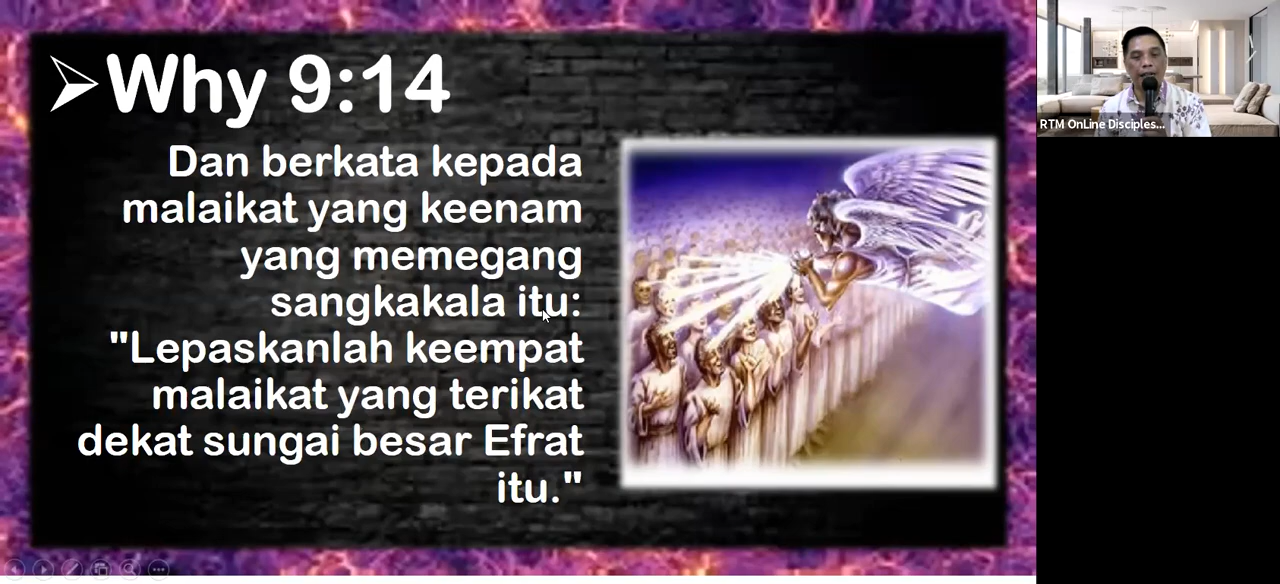 Why 9:14
Dan berkata kepada
malaikat yang keenam
yang memegang
sangkakala itu:
"Lepaskanlah keempat
malaikat yang terikat
dekat sungai besar Efrat
itu."
RTM OnLine Disciples...